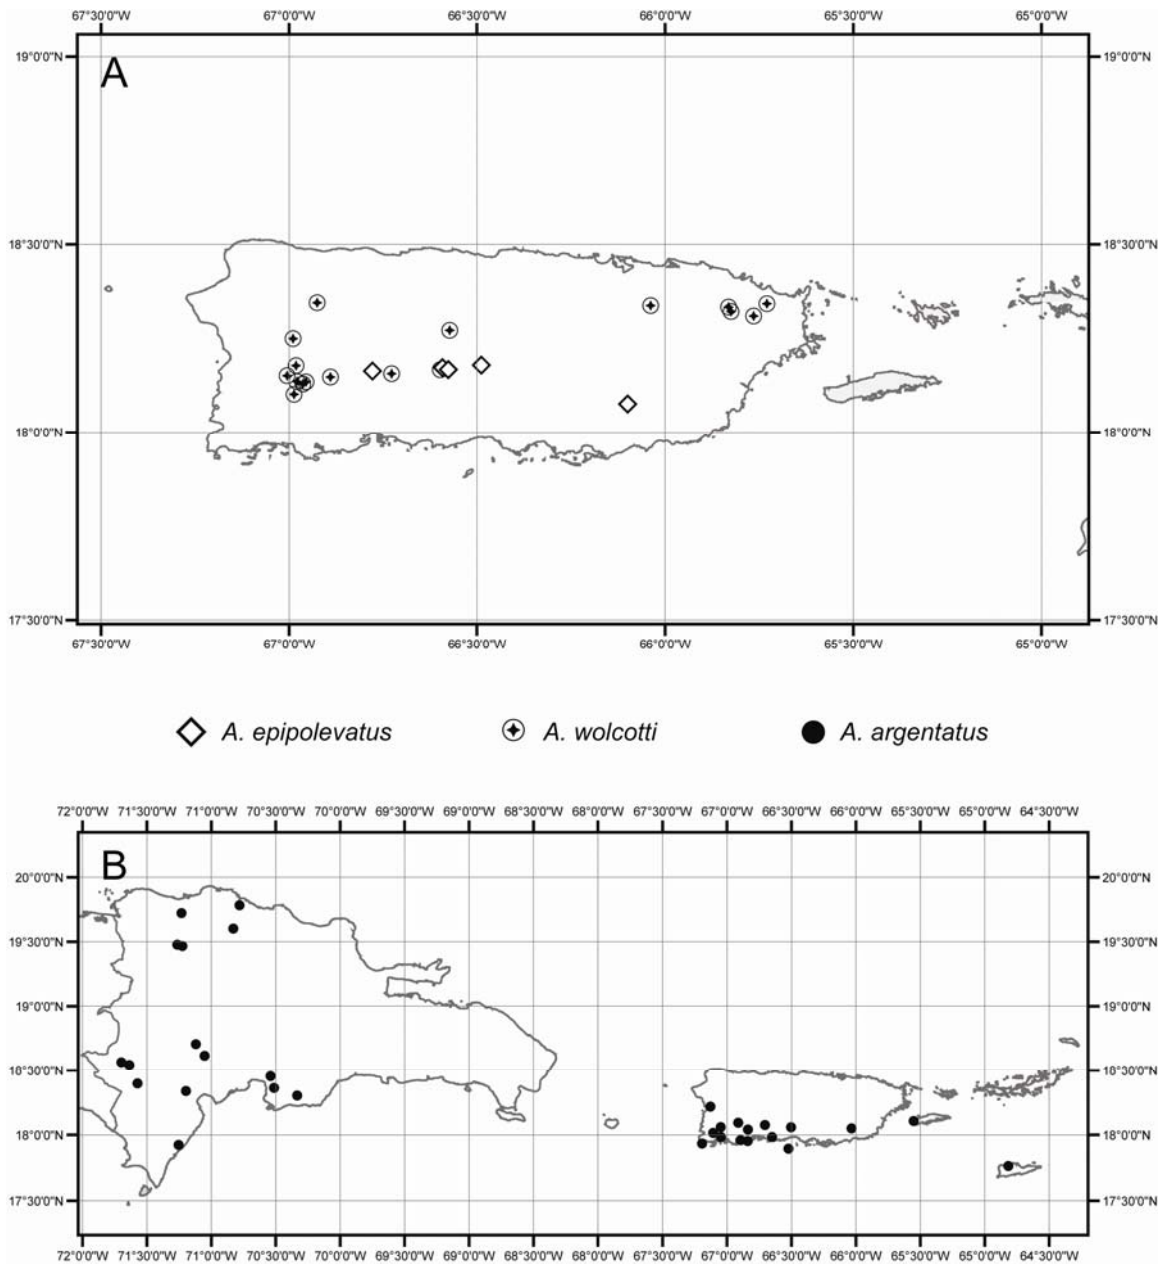 67°30'0"W 67°0'0"W 66°30'0"W 66°0'0"W 65°30'0"W 65°0'0"W
19°0'0"N 19°0'0"N
A
18°30'0"N 18°30'0"N
18°0'0"N 18°0'0"N
17°30'0"N 17°30'0"N
67°30'0"W 67°0'0"W 66°30'0"W 66°0'0"W 65°30'0"W 65°0'0"W
A. epipolevatus A. wolcotti A. argentatus
72°0'0"W 71°30'0"W 71°0'0"W 70°30'0"W 70°0'0"W 69°30'0"W 69°0'0"W 68°30'0"W 68°0'0"W 67°30'0"W 67°0'0"W 66°30'0"W 66°0'0"W 65°30'0"W 65°0'0"W 64°30'0"W
B
20°0'0"N 20°0'0"N
19°30'0"N 19°30'0"N
19°0'0"N 19°0'0"N
18°30'0"N 18°30'0"N
18°0'0"N 18°0'0"N
17°30'0"N 17°30'0"N
72°0'0"W 71°30'0"W 71°0'0"W 70°30'0"W 70°0'0"W 69°30'0"W 69°0'0"W 68°30'0"W 68°0'0"W 67°30'0"W 67°0'0"W 66°30'0"W 66°0'0"W 65°30'0"W 65°0'0"W 64°30'0"W